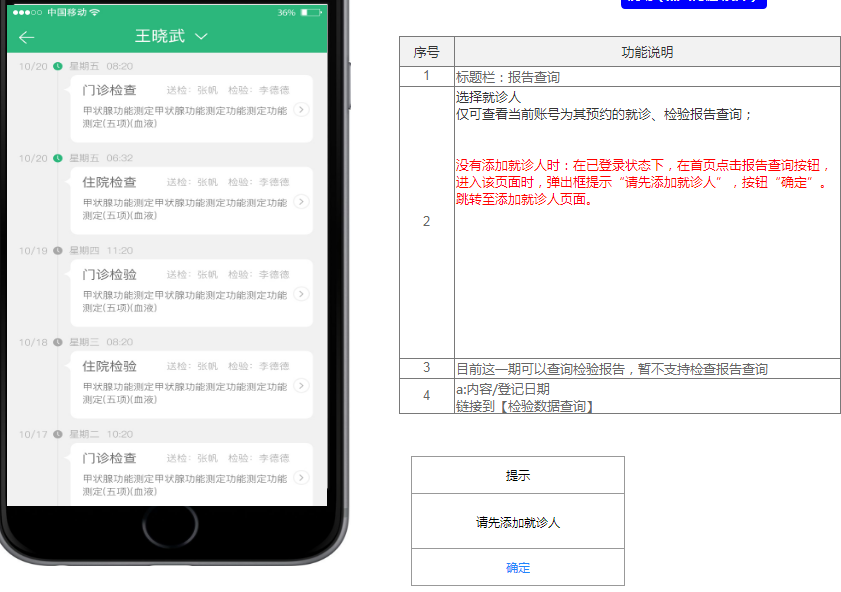 中国移动
36%
王晓武
10/20 星期五 08:20
门诊检查 送检：张帆 检验：李德德
甲状腺功能测定甲状腺功能测定功能测定功能
测定(五项)(血液)
10/20 星期五 06:32
住院检查 送检：张帆 检验：李德德
甲状腺功能测定甲状腺功能测定功能测定功能
测定(五项)(血液)
10/19 星期四 11:20
门诊检验 送检：张帆 检验：李德德
甲状腺功能测定甲状腺功能测定功能测定功能
测定(五项)(血液)
10/18 星期三 08:20
住院检验 送检：张帆 检验：李德德
甲状腺功能测定甲状腺功能测定功能测定功能
测定(五项)(血液)
10/17 星期二 10:20
门诊检查 送检：张帆 检验：李德德
甲状腺功能测定甲状腺功能测定功能测定功能
测定(五项)(血液)
序号 功能说明
1 标题栏：报告查询
2
选择就诊人
仅可查看当前账号为其预约的就诊、检验报告查询；
没有添加就诊人时：在已登录状态下，在首页点击报告查询按钮，
进入该页面时，弹出框提示“请先添加就诊人”，按钮“确定”。
跳转至添加就诊人页面。
3 目前这一期可以查询检验报告，暂不支持检查报告查询
4 a:内容/登记日期
链接到【检验数据查询】
提示
请先添加就诊人
确定